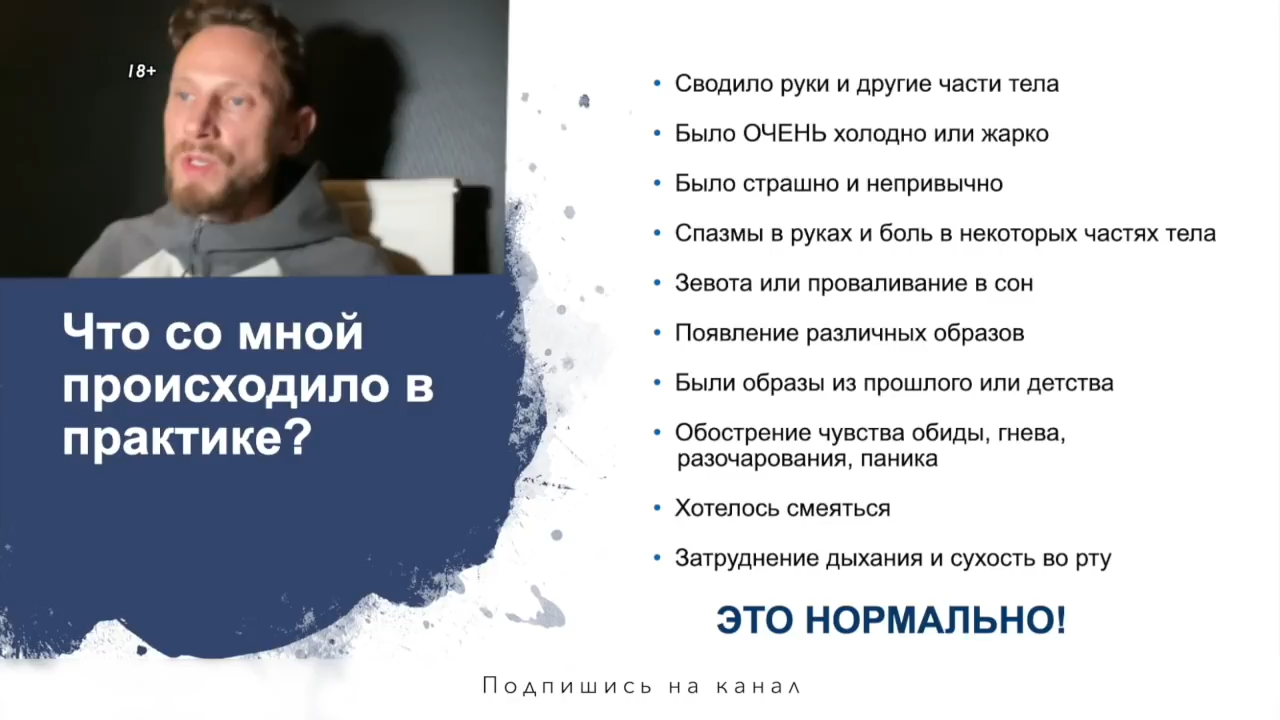 18+
Что со мной
происходило в
практике?
• Сводило руки и другие части тела
• Было ОЧЕНЬ холодно или жарко
• Было страшно и непривычно
• Спазмы в руках и боль в некоторых частях тела
• Зевота или проваливание в сон
• Появление различных образов
• Были образы из прошлого или детства
• Обострение чувства обиды, гнева,
разочарования, паника
• Хотелось смеяться
• Затруднение дыхания и сухость во рту
ЭТО НОРМАЛЬНО!
Подпишись на канал